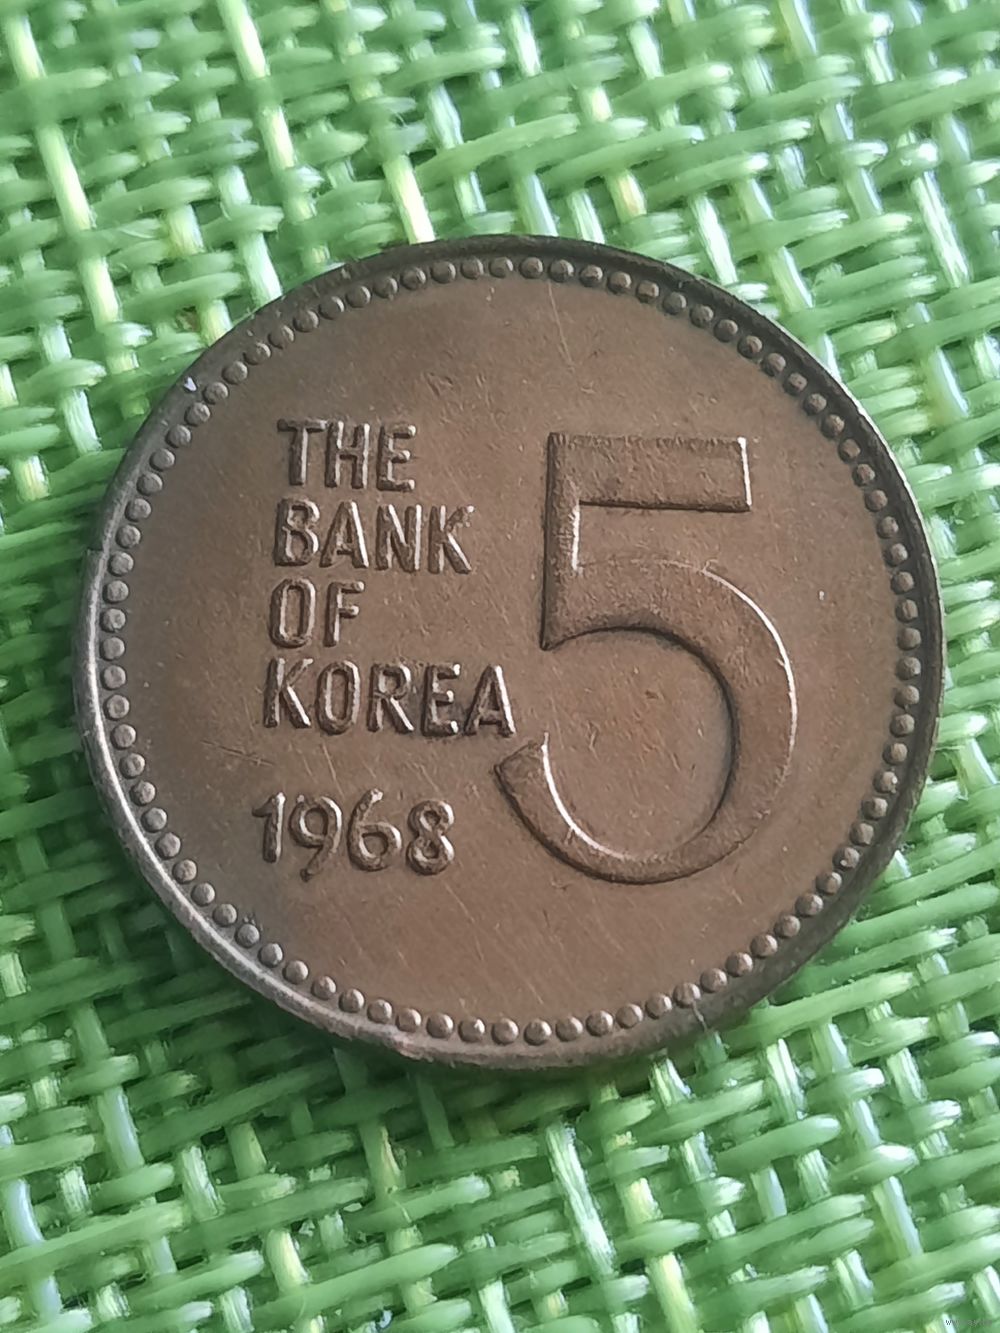 THE
BANK
OF
KOREA
1968
5